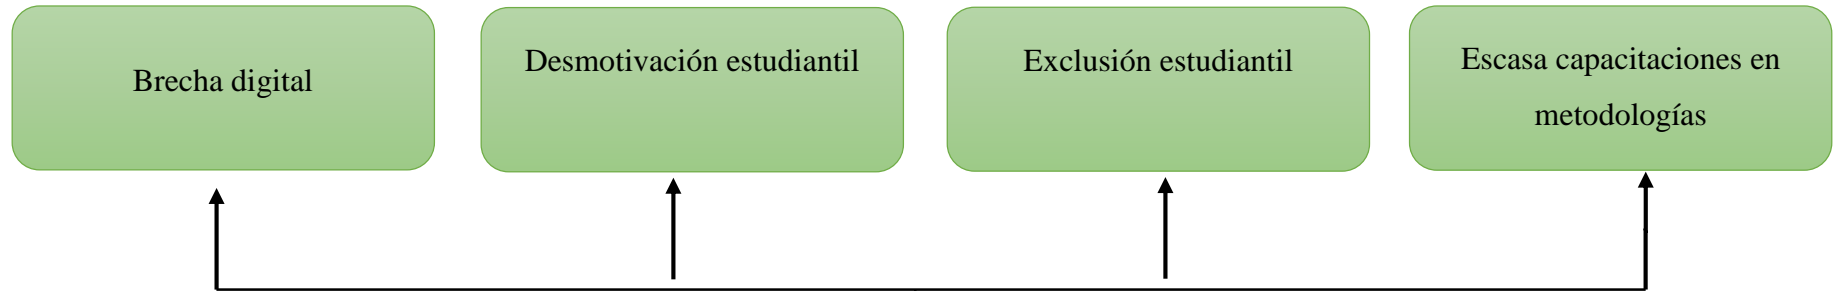 Brecha digital
Desmotivación estudiantil
Exclusión estudiantil
Escasa capacitaciones en
metodologías